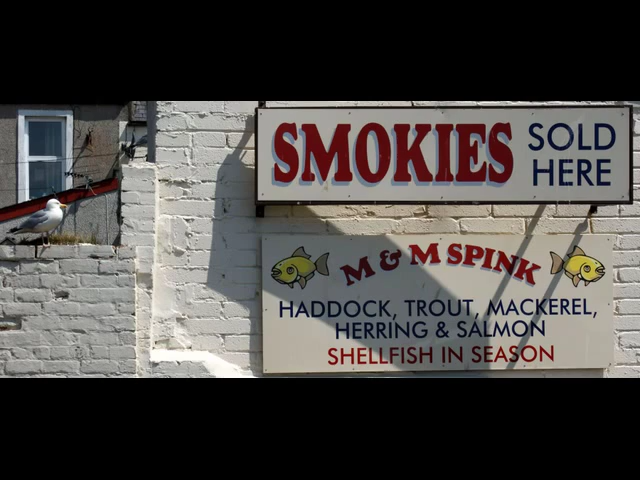 SMOKIES SOLD HERE
M & M SPINK
HADDOCK, TROUT, MACKEREL,
HERRING & SALMON
SHELLFISH IN SEASON